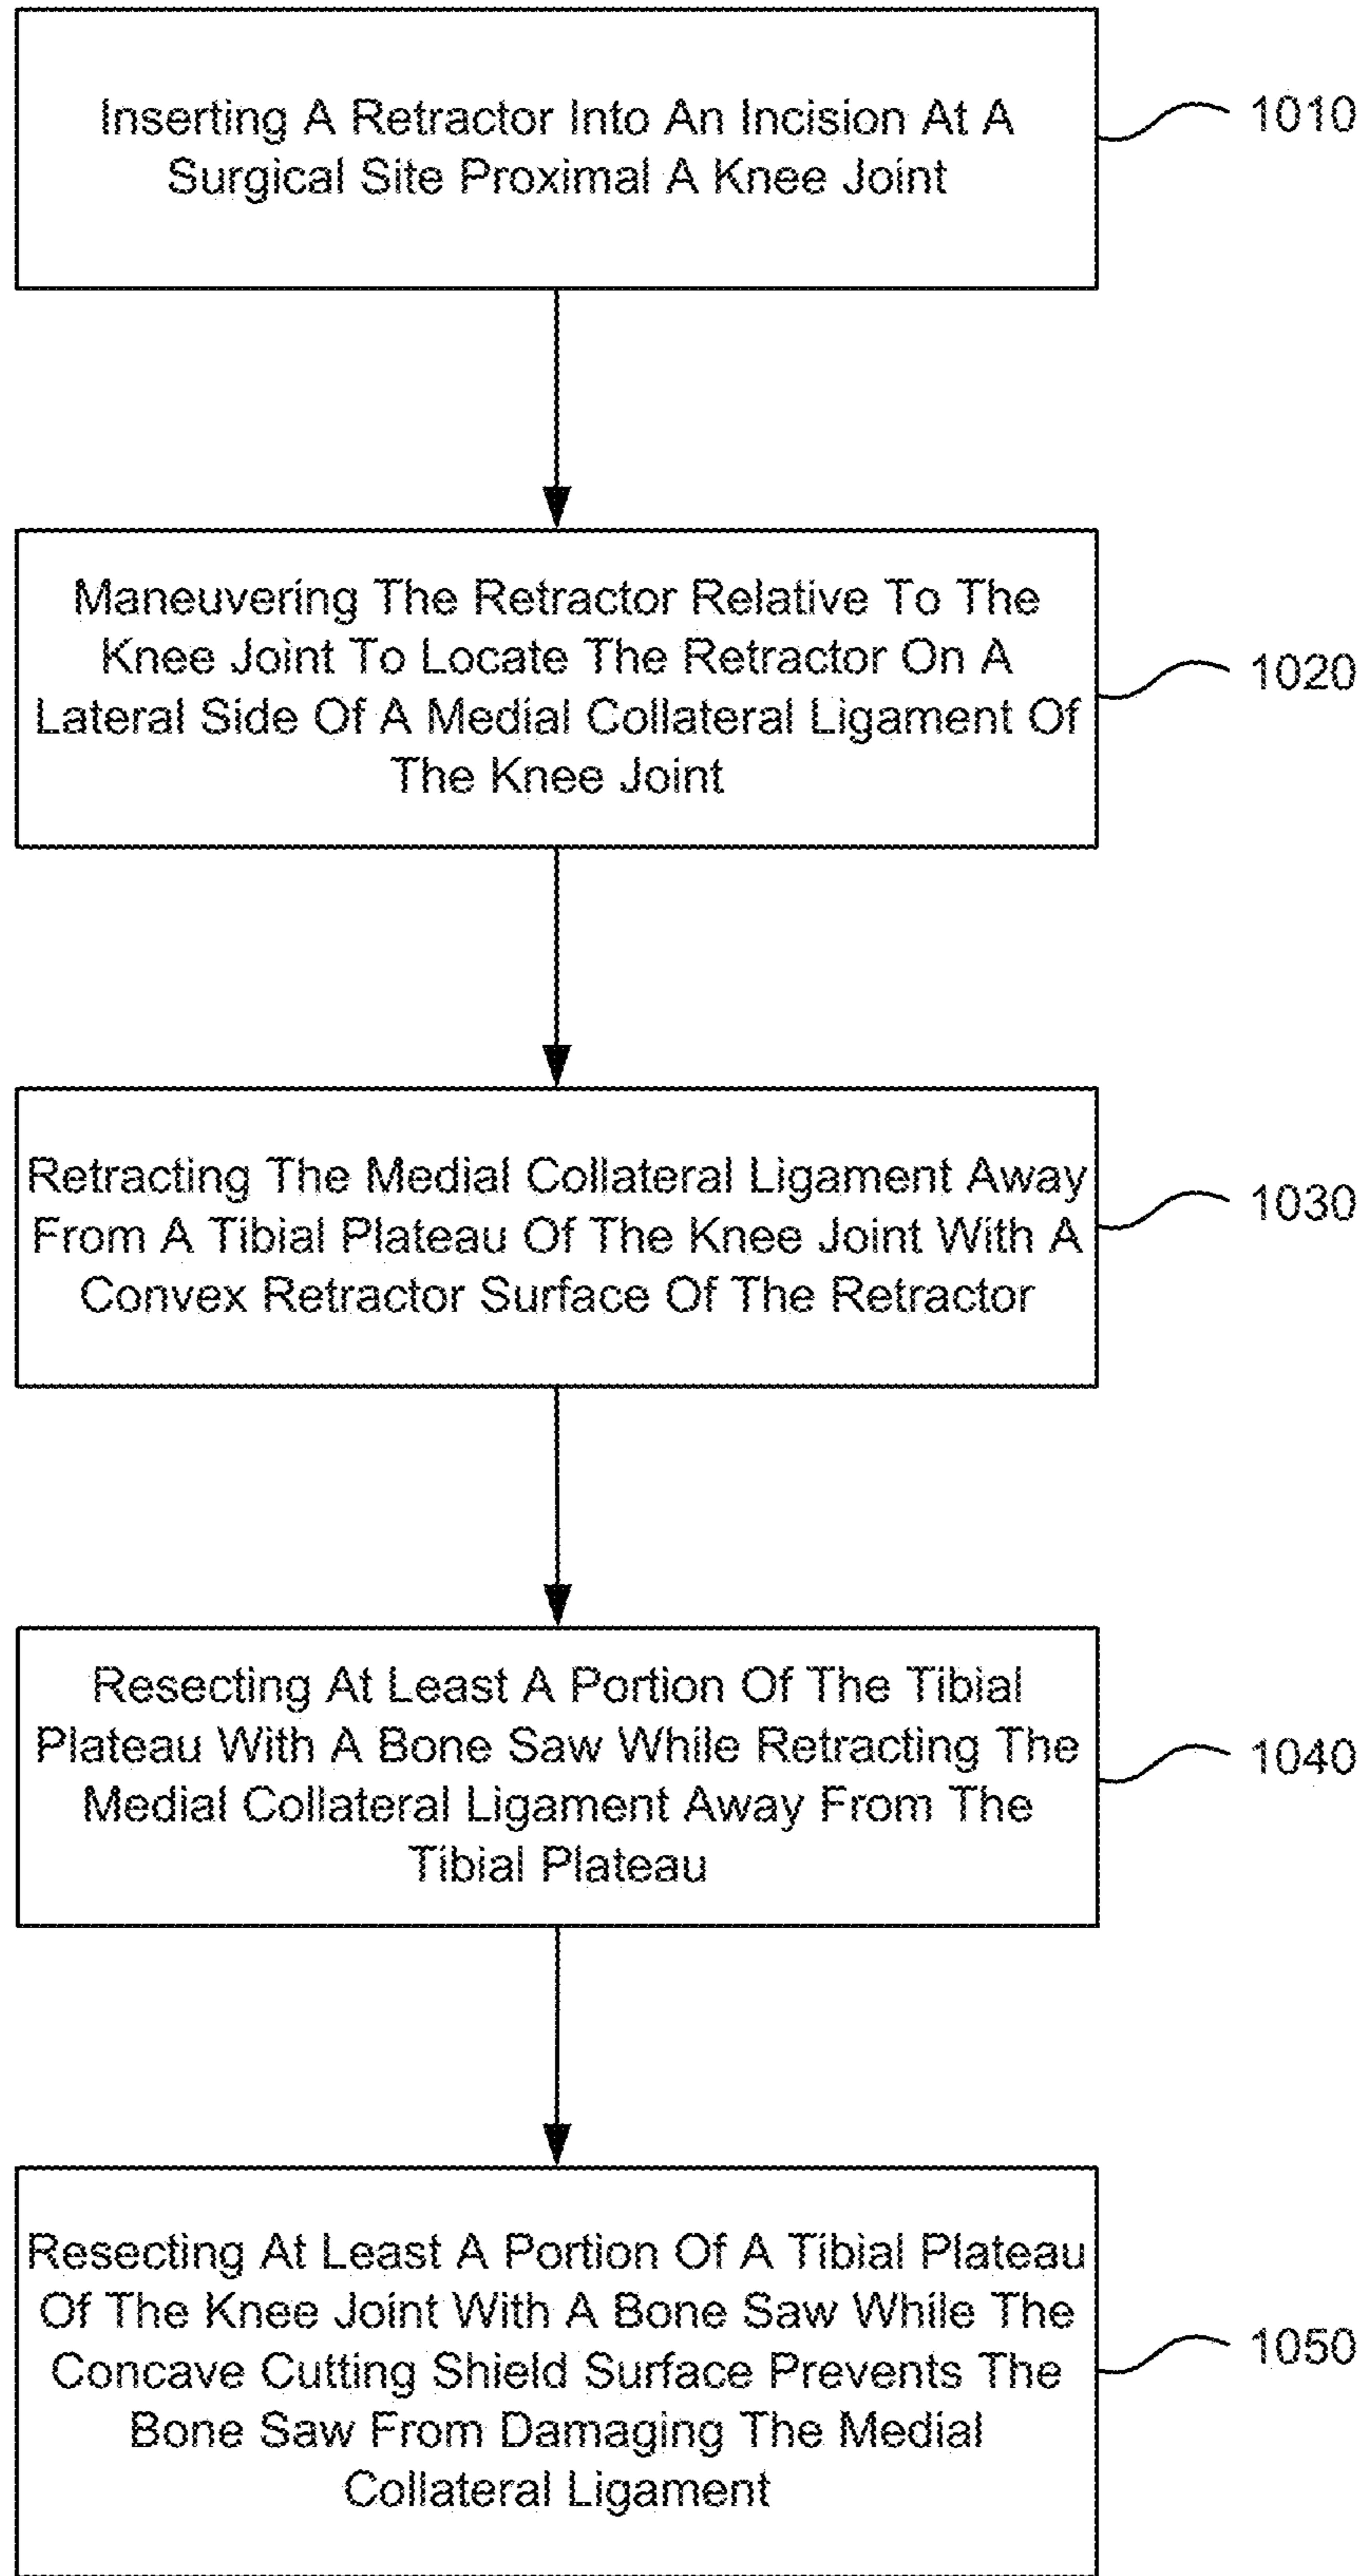 Inserting A Retractor Into An Incision At A
Surgical Site Proximal A Knee Joint
1010
Maneuvering The Retractor Relative To The
Knee Joint To Locate The Retractor On A
Lateral Side Of A Medial Collateral Ligament Of
The Knee Joint
1020
Retracting The Medial Collateral Ligament Away
From A Tibial Plateau Of The Knee Joint With A
Convex Retractor Surface Of The Retractor
1030
Resecting At Least A Portion Of The Tibial
Plateau With A Bone Saw While Retracting The
Medial Collateral Ligament Away From The
Tibial Plateau
1040
Resecting At Least A Portion Of A Tibial Plateau
Of The Knee Joint With A Bone Saw While The
Concave Cutting Shield Surface Prevents The
Bone Saw From Damaging The Medial
Collateral Ligament
1050